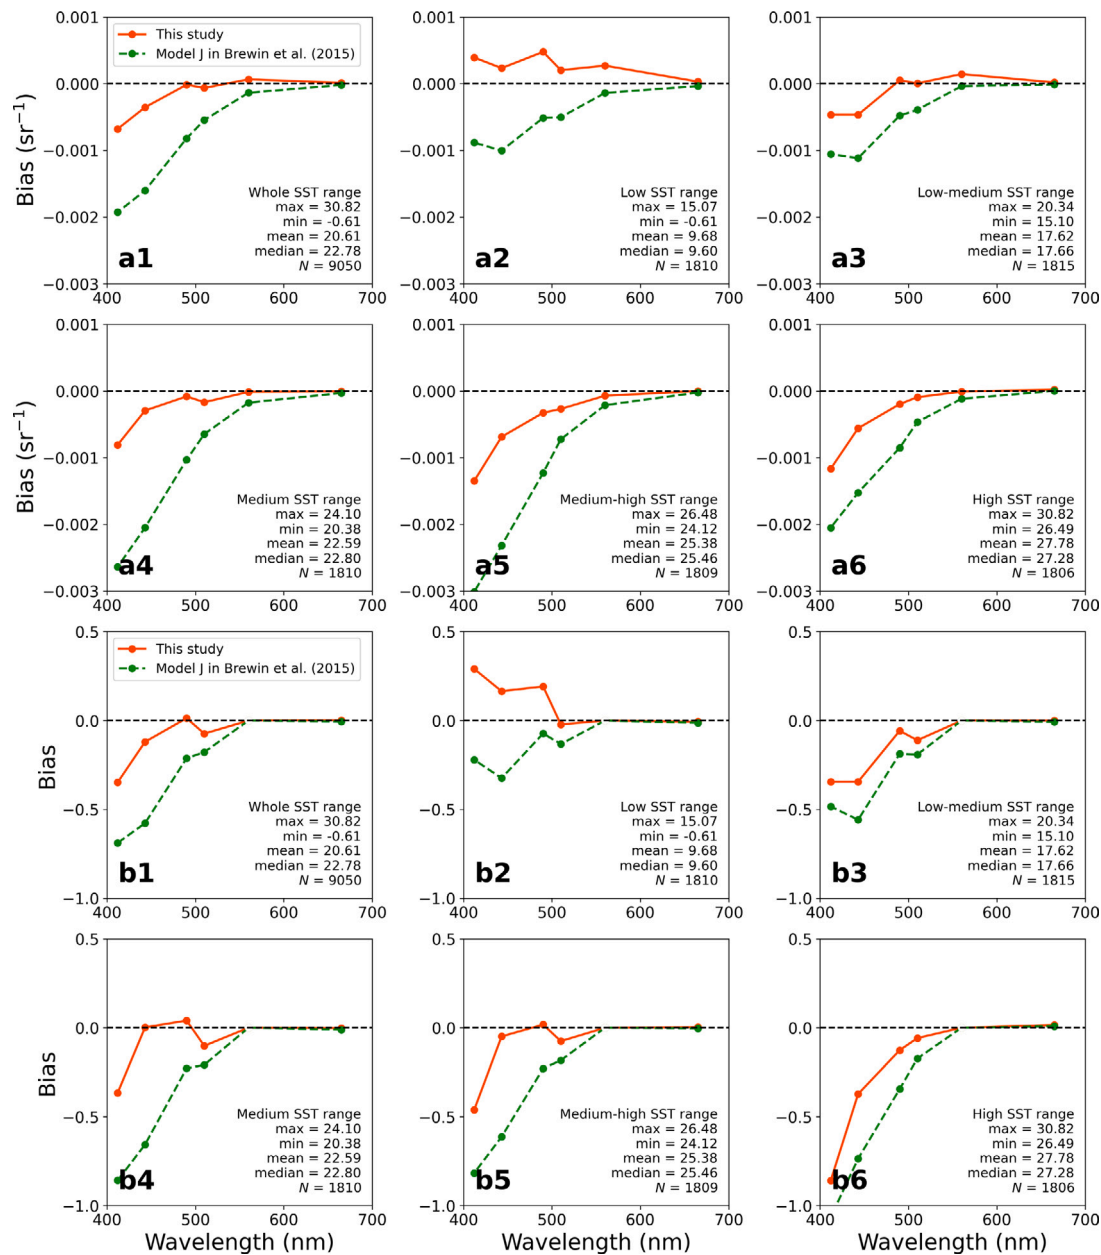 0.001
0.000
−0.001
−0.002
−0.003
Bias (sr⁻¹)
This study
Model J in Brewin et al. (2015)
Whole SST range
max = 30.82
min = -0.61
mean = 20.61
median = 22.78
N = 9050
a1
400 500 600 700
0.001
0.000
−0.001
−0.002
−0.003
Low SST range
max = 15.07
min = -0.61
mean = 9.68
median = 9.60
N = 1810
a2
400 500 600 700
0.001
0.000
−0.001
−0.002
−0.003
Low-medium SST range
max = 20.34
min = 15.10
mean = 17.62
median = 17.66
N = 1815
a3
400 500 600 700
0.001
0.000
−0.001
−0.002
−0.003
Bias (sr⁻¹)
Medium SST range
max = 24.10
min = 20.38
mean = 22.59
median = 22.80
N = 1810
a4
400 500 600 700
0.001
0.000
−0.001
−0.002
−0.003
Medium-high SST range
max = 26.48
min = 24.12
mean = 25.38
median = 25.46
N = 1809
a5
400 500 600 700
0.001
0.000
−0.001
−0.002
−0.003
High SST range
max = 30.82
min = 26.49
mean = 27.78
median = 27.28
N = 1806
a6
400 500 600 700
0.5
0.0
−0.5
−1.0
Bias
This study
Model J in Brewin et al. (2015)
Whole SST range
max = 30.82
min = -0.61
mean = 20.61
median = 22.78
N = 9050
b1
400 500 600 700
0.5
0.0
−0.5
−1.0
Low SST range
max = 15.07
min = -0.61
mean = 9.68
median = 9.60
N = 1810
b2
400 500 600 700
0.5
0.0
−0.5
−1.0
Low-medium SST range
max = 20.34
min = 15.10
mean = 17.62
median = 17.66
N = 1815
b3
400 500 600 700
0.5
0.0
−0.5
−1.0
Bias
Medium SST range
max = 24.10
min = 20.38
mean = 22.59
median = 22.80
N = 1810
b4
400 500 600 700
Wavelength (nm)
0.5
0.0
−0.5
−1.0
Medium-high SST range
max = 26.48
min = 24.12
mean = 25.38
median = 25.46
N = 1809
b5
400 500 600 700
Wavelength (nm)
0.5
0.0
−0.5
−1.0
High SST range
max = 30.82
min = 26.49
mean = 27.78
median = 27.28
N = 1806
b6
400 500 600 700
Wavelength (nm)